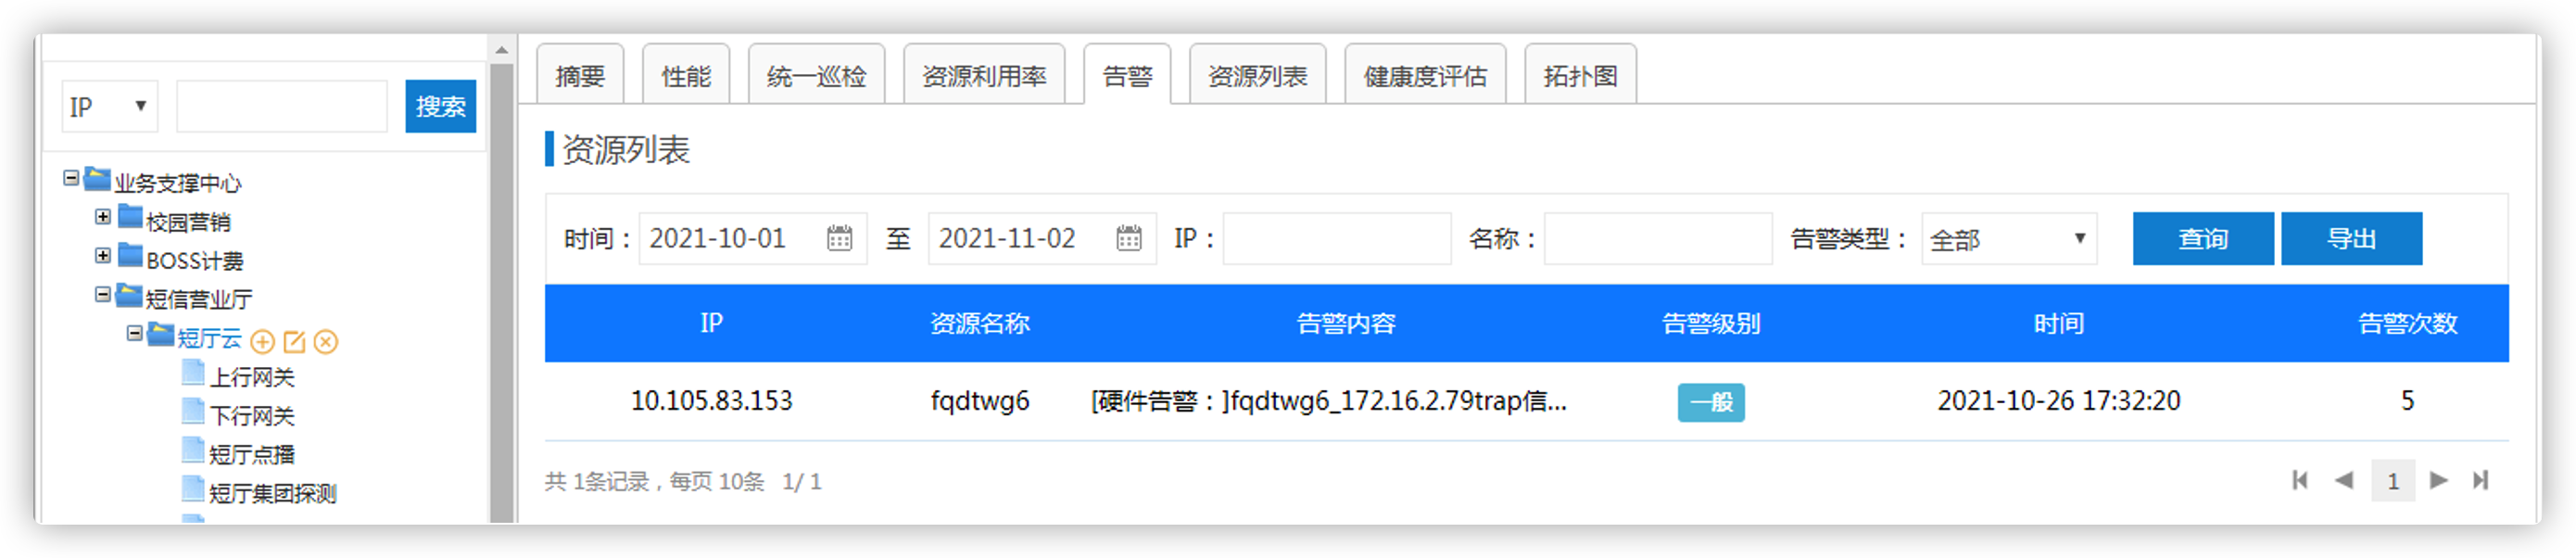 IP
搜索
业务支撑中心
校园营销
BOSS计费
短信营业厅
短厅云
上行网关
下行网关
短厅点播
短厅集团探测
摘要 性能 统一巡检 资源利用率 告警 资源列表 健康度评估 拓扑图
资源列表
时间： 2021-10-01 至 2021-11-02 IP： 名称： 告警类型： 全部 查询 导出
IP 资源名称 告警内容 告警级别 时间 告警次数
10.105.83.153 fqdtwg6 [硬件告警：]fqdtwg6_172.16.2.79trap信... 一般 2021-10-26 17:32:20 5
共 1条记录，每页 10条 1/ 1
1